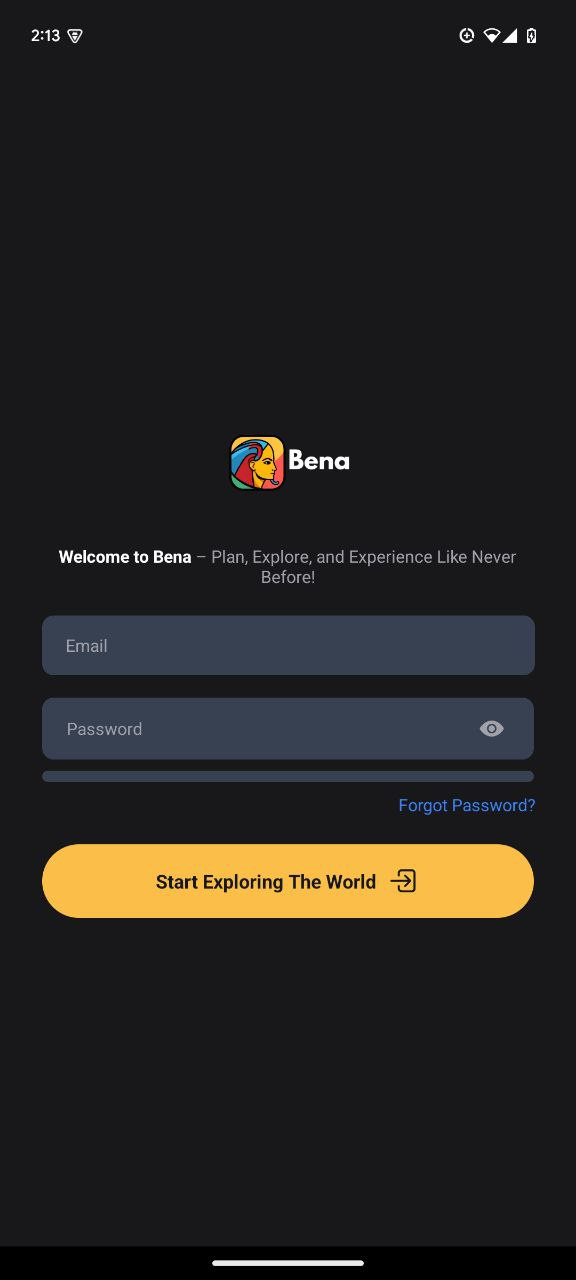 2:13
Bena
Welcome to Bena – Plan, Explore, and Experience Like Never
Before!
Email
Password
Forgot Password?
Start Exploring The World